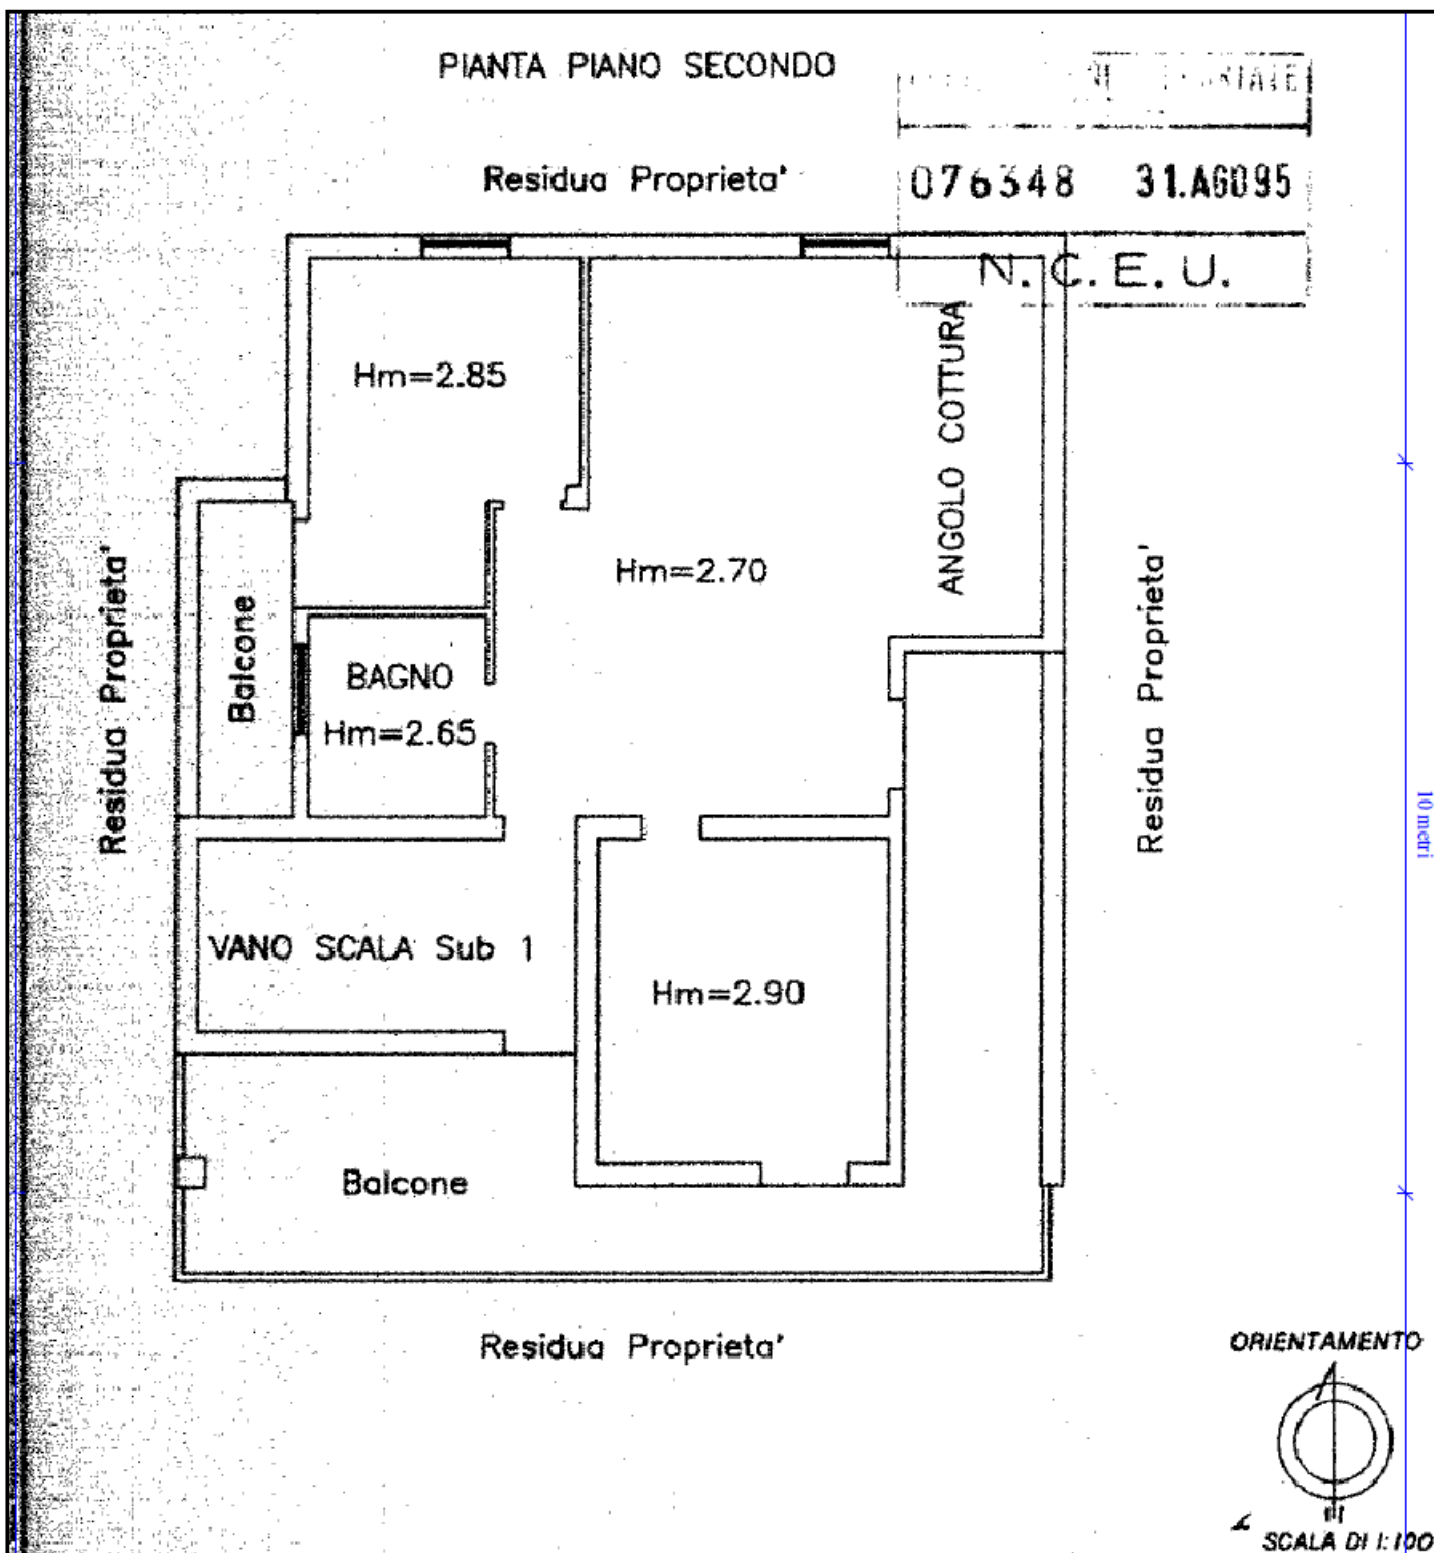 PIANTA PIANO SECONDO
Residua Proprieta'
076348 31.AGO95
N.C.E.U.
Hm=2.85
ANGOLO COTTURA
Hm=2.70
Residua Proprieta'
Balcone
BAGNO
Hm=2.65
Residua Proprieta'
10 metri
VANO SCALA Sub 1
Hm=2.90
Balcone
Residua Proprieta'
ORIENTAMENTO
SCALA DI 1:100